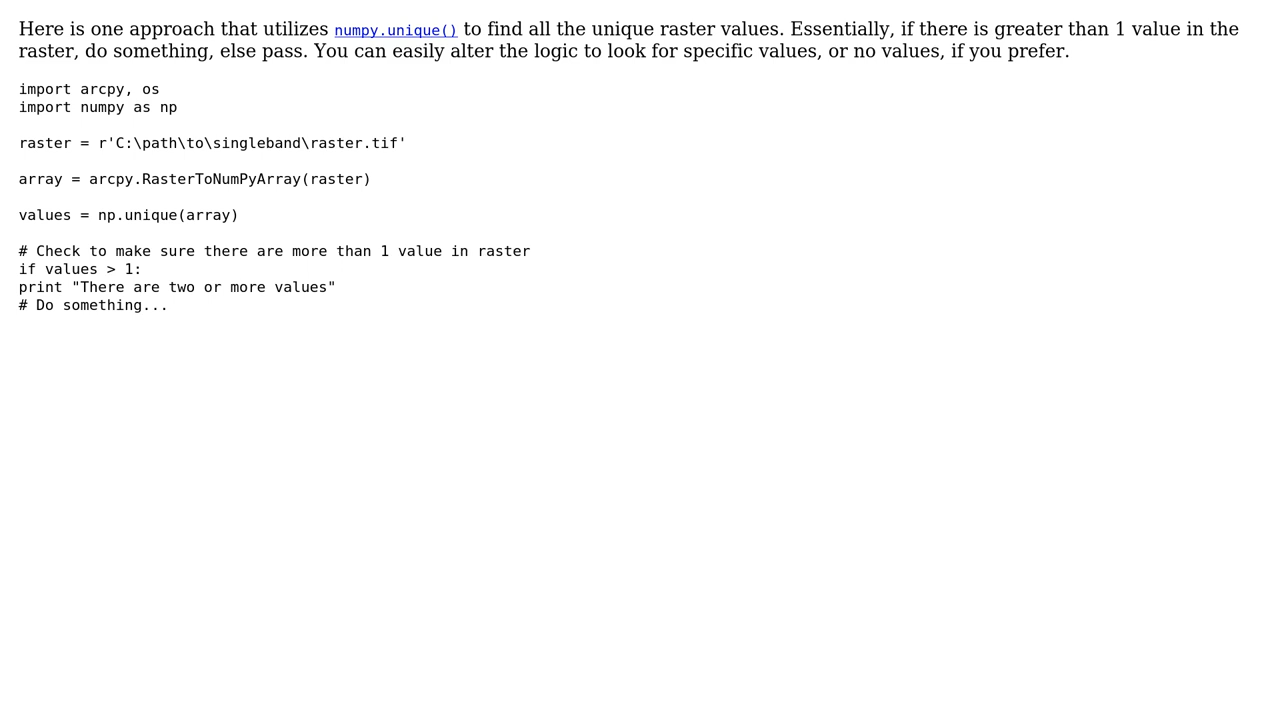 Here is one approach that utilizes numpy.unique() to find all the unique raster values. Essentially, if there is greater than 1 value in the
raster, do something, else pass. You can easily alter the logic to look for specific values, or no values, if you prefer.
import arcpy, os
import numpy as np
raster = r'C:\path\to\singleband\raster.tif'
array = arcpy.RasterToNumPyArray(raster)
values = np.unique(array)
# Check to make sure there are more than 1 value in raster
if values > 1:
print "There are two or more values"
# Do something...